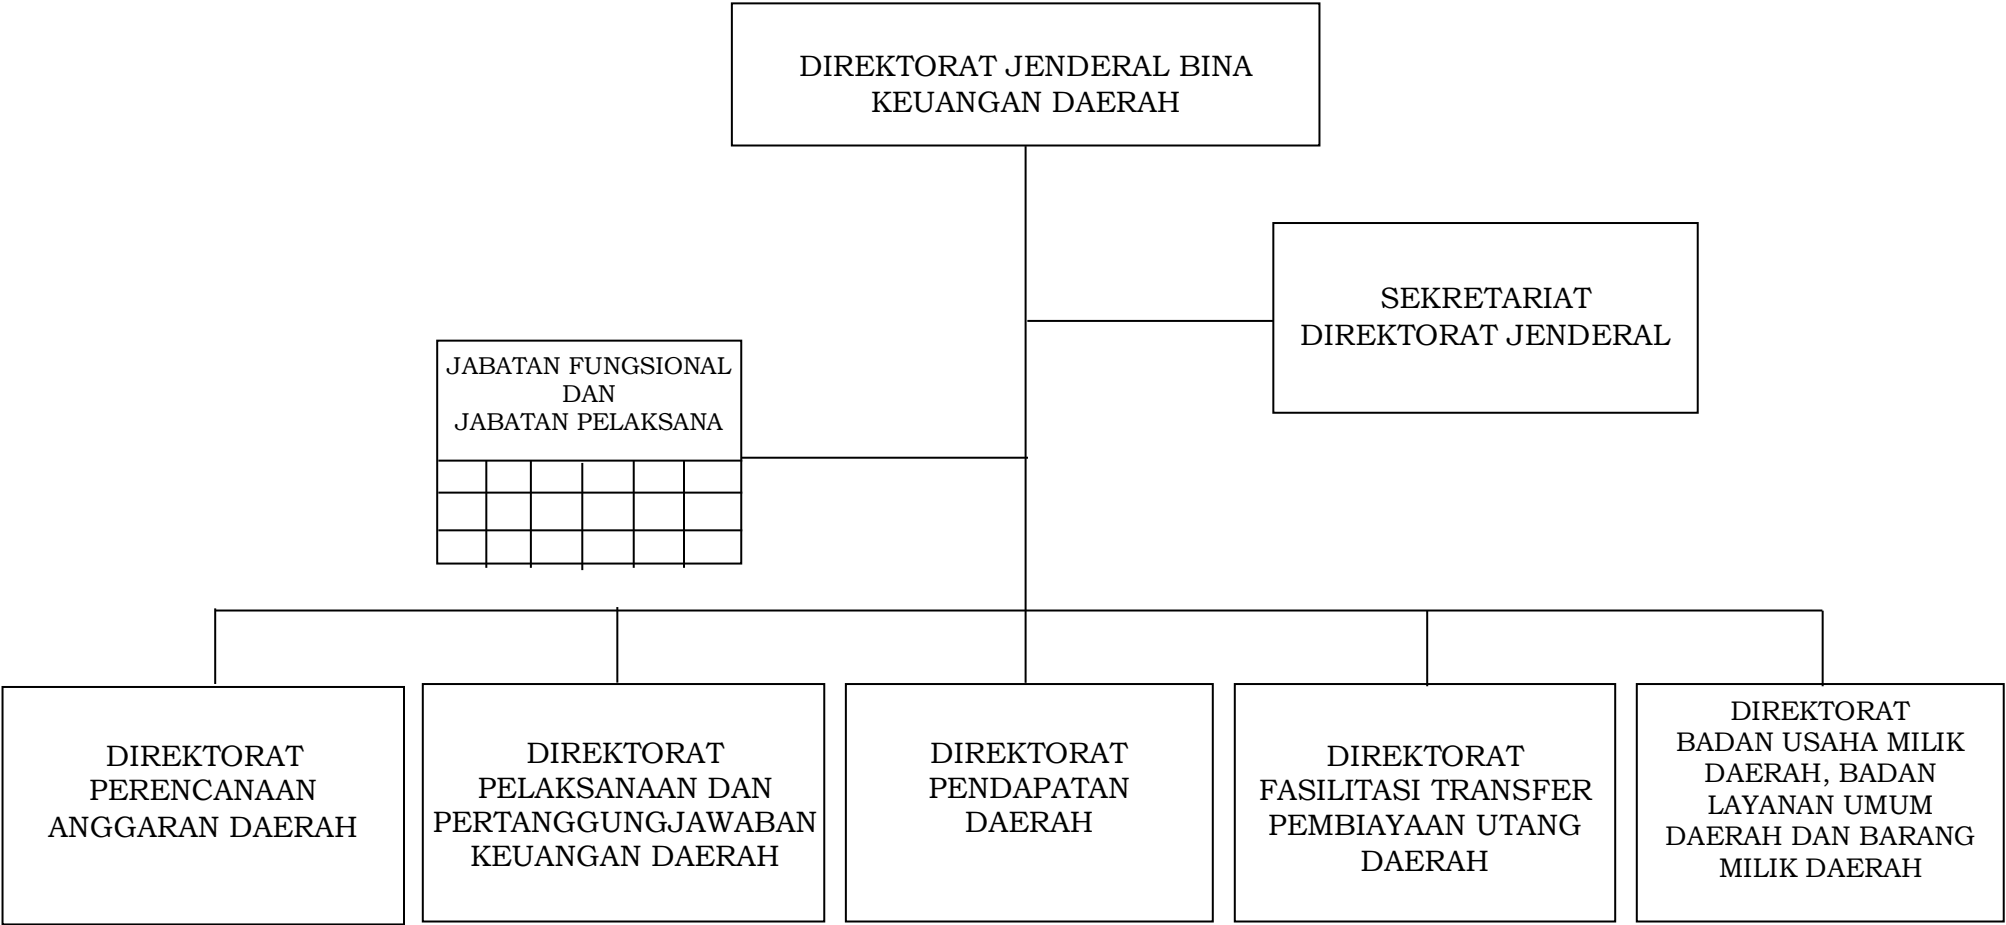 DIREKTORAT JENDERAL BINA
KEUANGAN DAERAH
SEKRETARIAT
DIREKTORAT JENDERAL
JABATAN FUNGSIONAL
DAN
JABATAN PELAKSANA
DIREKTORAT
PERENCANAAN
ANGGARAN DAERAH
DIREKTORAT
PELAKSANAAN DAN
PERTANGGUNGJAWABAN
KEUANGAN DAERAH
DIREKTORAT
PENDAPATAN
DAERAH
DIREKTORAT
FASILITASI TRANSFER
PEMBIAYAAN UTANG
DAERAH
DIREKTORAT
BADAN USAHA MILIK
DAERAH, BADAN
LAYANAN UMUM
DAERAH DAN BARANG
MILIK DAERAH